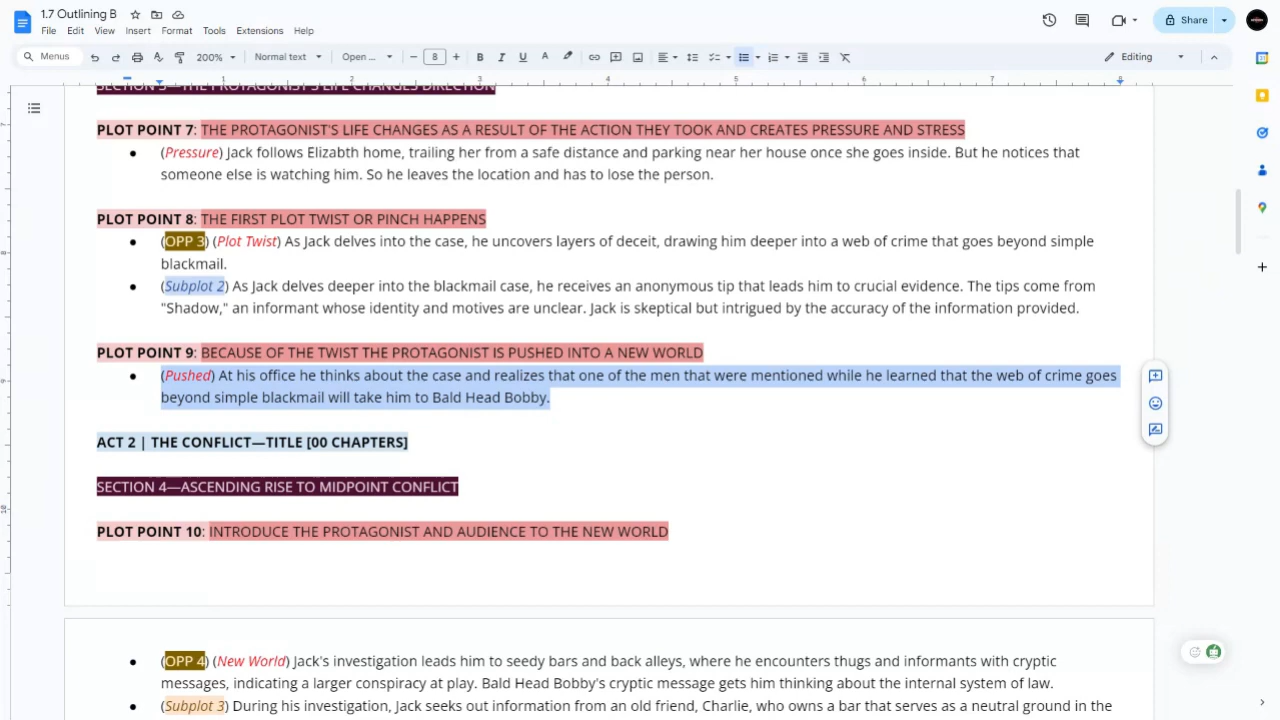 1.7 Outlining B
File Edit View Insert Format Tools Extensions Help
Share
Menus
200%
Normal text
Open ...
8
Editing
1 2 3 4 5 6 7
SECTION 3—THE PROTAGONIST'S LIFE CHANGES DIRECTION
PLOT POINT 7: THE PROTAGONIST'S LIFE CHANGES AS A RESULT OF THE ACTION THEY TOOK AND CREATES PRESSURE AND STRESS
● (Pressure) Jack follows Elizabth home, trailing her from a safe distance and parking near her house once she goes inside. But he notices that
someone else is watching him. So he leaves the location and has to lose the person.
PLOT POINT 8: THE FIRST PLOT TWIST OR PINCH HAPPENS
● (OPP 3) (Plot Twist) As Jack delves into the case, he uncovers layers of deceit, drawing him deeper into a web of crime that goes beyond simple
blackmail.
● (Subplot 2) As Jack delves deeper into the blackmail case, he receives an anonymous tip that leads him to crucial evidence. The tips come from
"Shadow," an informant whose identity and motives are unclear. Jack is skeptical but intrigued by the accuracy of the information provided.
PLOT POINT 9: BECAUSE OF THE TWIST THE PROTAGONIST IS PUSHED INTO A NEW WORLD
● (Pushed) At his office he thinks about the case and realizes that one of the men that were mentioned while he learned that the web of crime goes
beyond simple blackmail will take him to Bald Head Bobby.
ACT 2 | THE CONFLICT—TITLE [00 CHAPTERS]
SECTION 4—ASCENDING RISE TO MIDPOINT CONFLICT
PLOT POINT 10: INTRODUCE THE PROTAGONIST AND AUDIENCE TO THE NEW WORLD
● (OPP 4) (New World) Jack's investigation leads him to seedy bars and back alleys, where he encounters thugs and informants with cryptic
messages, indicating a larger conspiracy at play. Bald Head Bobby's cryptic message gets him thinking about the internal system of law.
● (Subplot 3) During his investigation, Jack seeks out information from an old friend, Charlie, who owns a bar that serves as a neutral ground in the